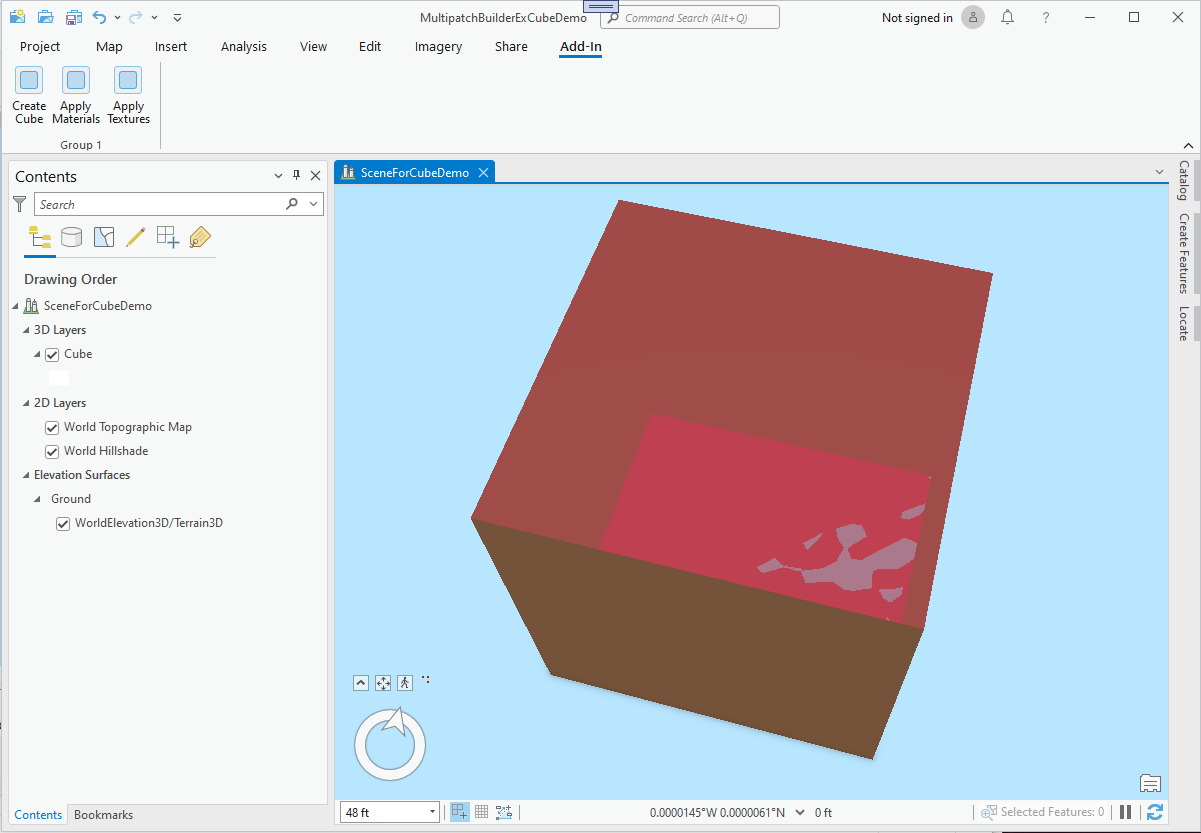 MultipatchBuilderExCubeDemo
Command Search (Alt+Q)
Not signed in
?
Project Map Insert Analysis View Edit Imagery Share Add-In
Create Cube
Apply Materials
Apply Textures
Group 1
Contents
Search
Drawing Order
SceneForCubeDemo
3D Layers
Cube
2D Layers
World Topographic Map
World Hillshade
Elevation Surfaces
Ground
WorldElevation3D/Terrain3D
Contents Bookmarks
SceneForCubeDemo
Catalog
Create Features
Locate
48 ft
0.0000145°W 0.0000061°N
0 ft
Selected Features: 0